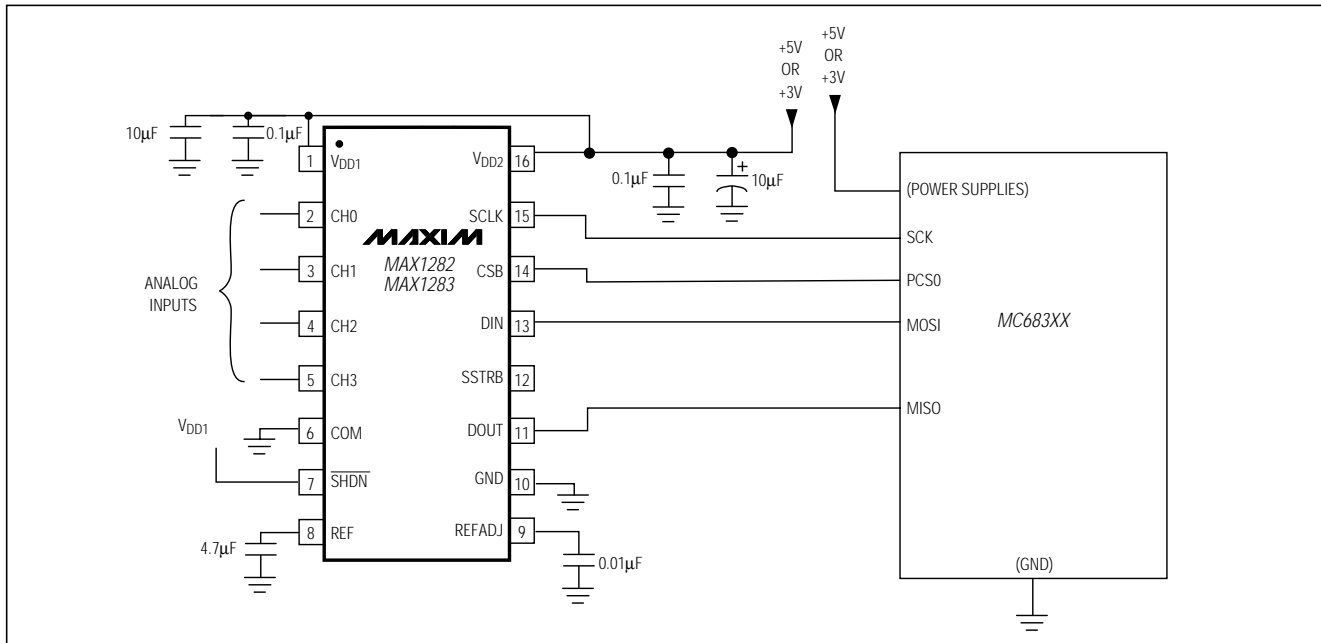 +5V
OR
+3V
+5V
OR
+3V
10µF
0.1µF
1
VDD1
VDD2
16
0.1µF
+
10µF
(POWER SUPPLIES)
ANALOG
INPUTS
2
CH0
SCLK
15
SCK
MAXIM
MAX1282
MAX1283
3
CH1
CSB
14
PCS0
4
CH2
DIN
13
MOSI
MC683XX
5
CH3
SSTRB
12
6
COM
DOUT
11
MISO
VDD1
7
SHDN
GND
10
8
REF
REFADJ
9
4.7µF
0.01µF
(GND)